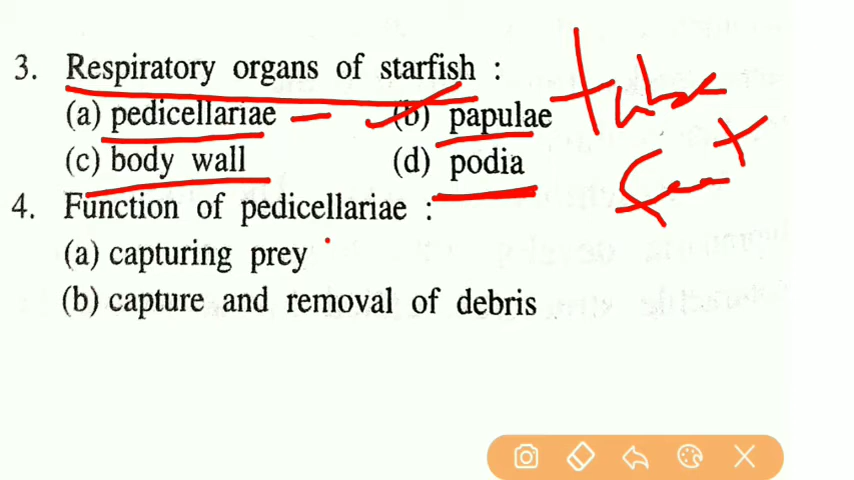 3. Respiratory organs of starfish :
(a) pedicellariae (b) papulae
(c) body wall (d) podia
tube
feet
4. Function of pedicellariae :
(a) capturing prey
(b) capture and removal of debris